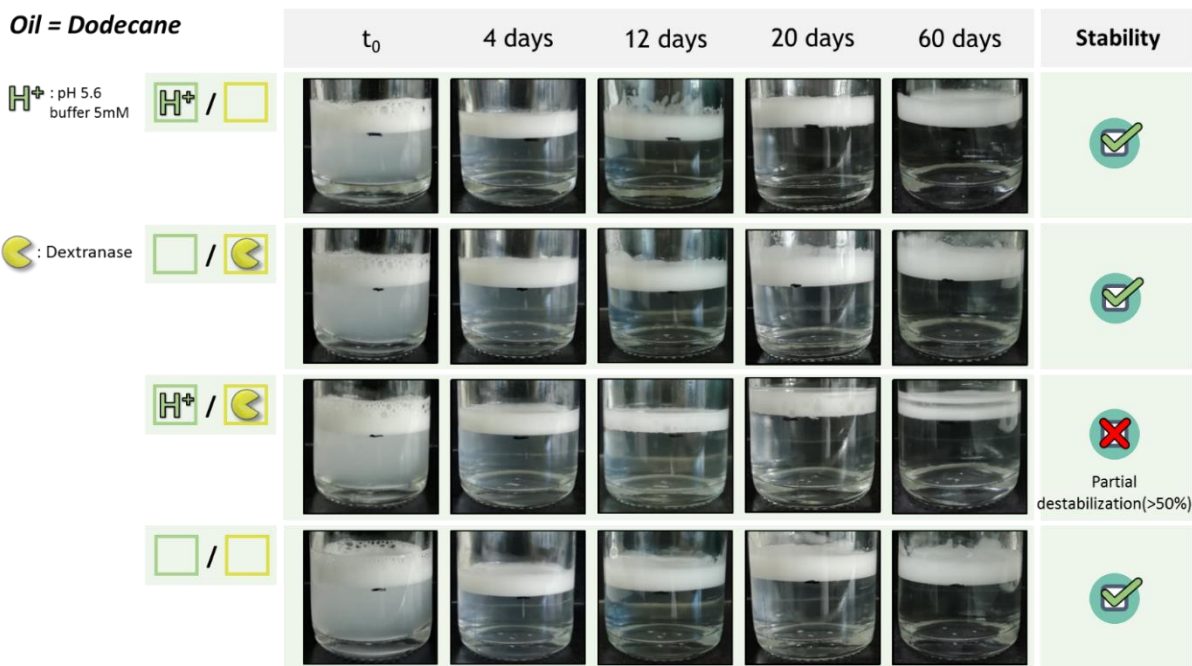 Oil = Dodecane
t0
4 days
12 days
20 days
60 days
Stability
H+ : pH 5.6
buffer 5mM
H+ /
: Dextranase
/
H+ /
Partial
destabilization(>50%)
/